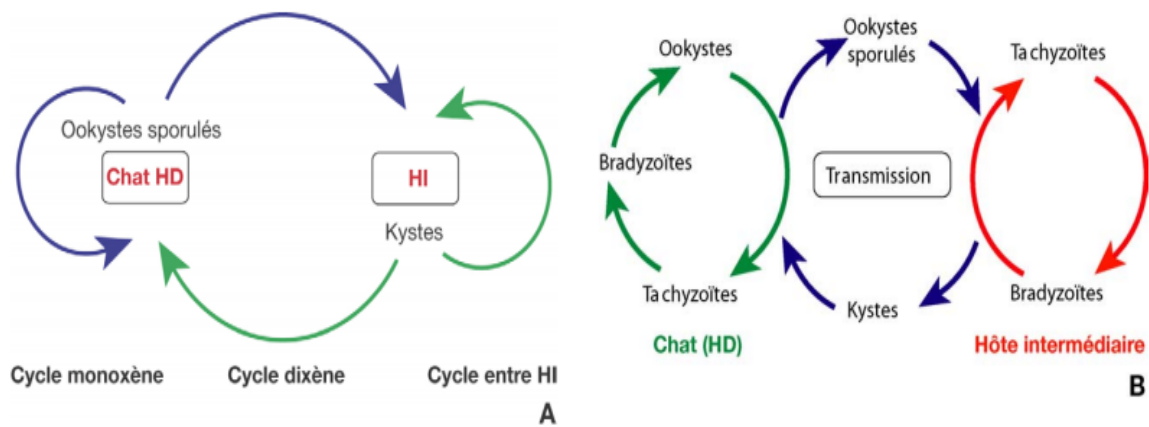 Ookystes sporulés
Chat HD
HI
Kystes
Cycle monoxène
Cycle dixène
Cycle entre HI
A
Ookystes
sporulés
Ookystes
Ta chyzoïtes
Bradyzoïtes
Transmission
Ta chyzoïtes
Kystes
Bradyzoïtes
Chat (HD)
Hôte intermédiaire
B